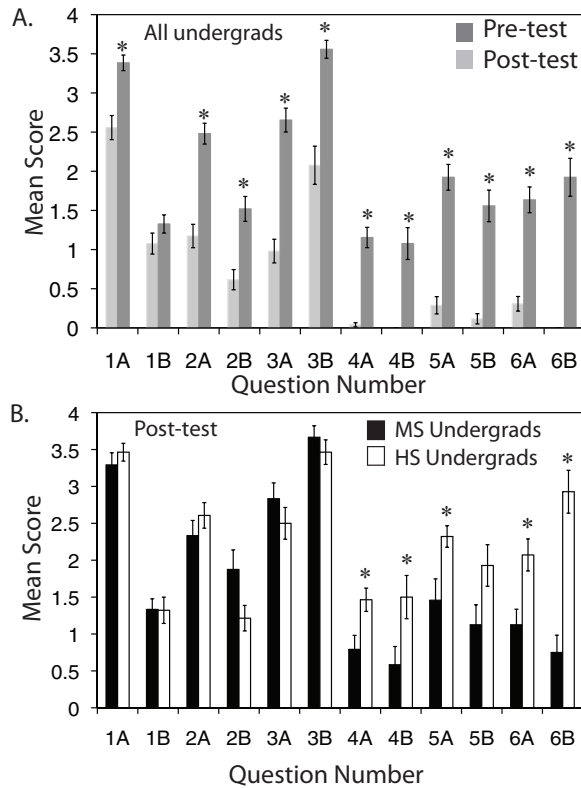 A.
All undergrads
Pre-test
Post-test
Mean Score
4
3.5
3
2.5
2
1.5
1
0.5
0
* * * * * * * * * * *
1A 1B 2A 2B 3A 3B 4A 4B 5A 5B 6A 6B
Question Number
B.
Post-test
MS Undergrads
HS Undergrads
Mean Score
4
3.5
3
2.5
2
1.5
1
0.5
0
* * * * *
1A 1B 2A 2B 3A 3B 4A 4B 5A 5B 6A 6B
Question Number